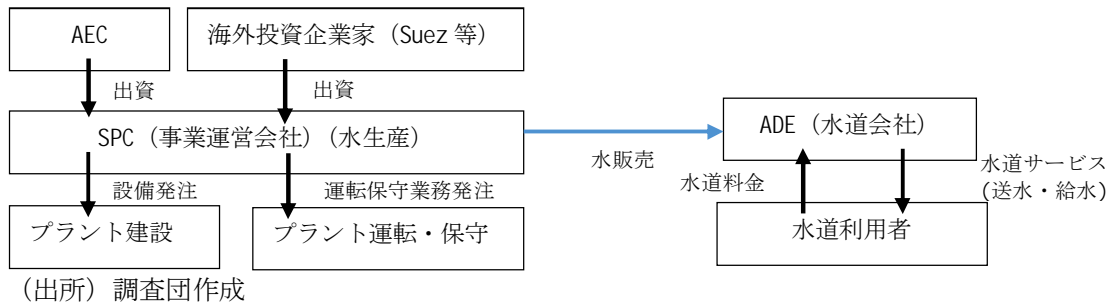 AEC
海外投資企業家（Suez 等）
出資
出資
SPC（事業運営会社）（水生産）
ADE（水道会社）
水販売
設備発注
運転保守業務発注
水道料金
水道サービス
(送水・給水)
プラント建設
プラント運転・保守
水道利用者
（出所）調査団作成